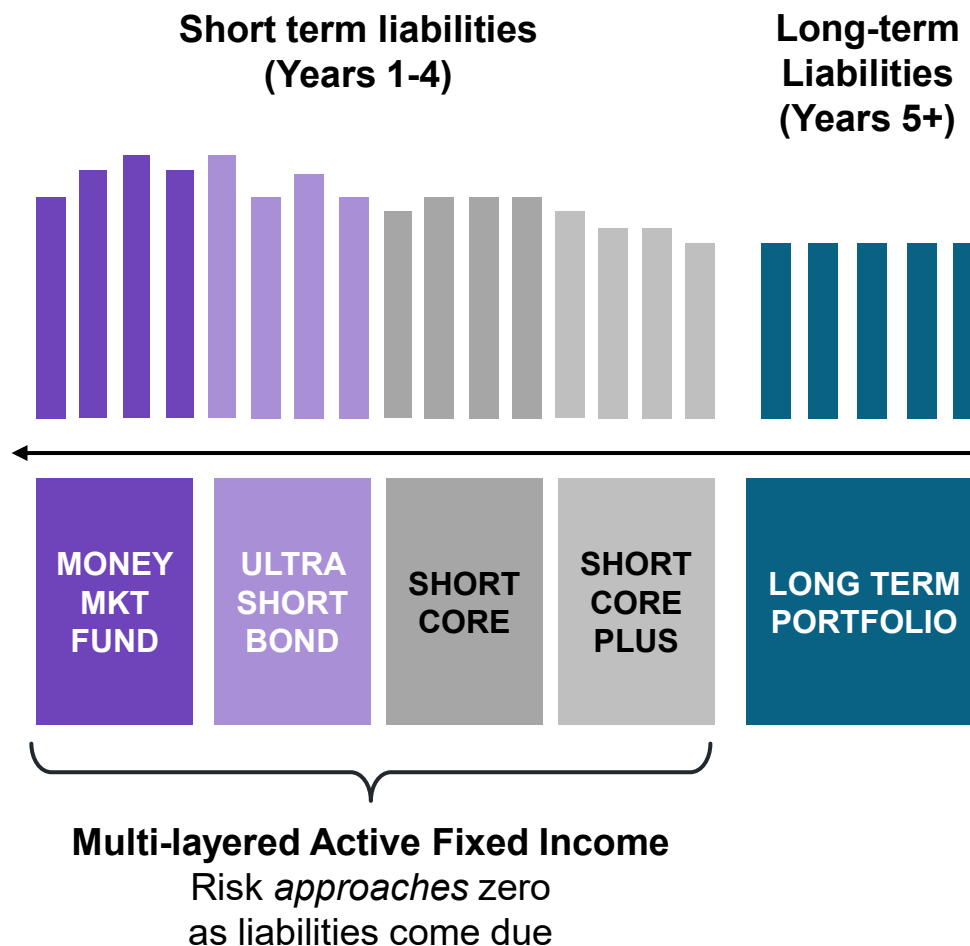 Short term liabilities
(Years 1-4)
Long-term
Liabilities
(Years 5+)
MONEY
MKT
FUND
ULTRA
SHORT
BOND
SHORT
CORE
SHORT
CORE
PLUS
LONG TERM
PORTFOLIO
Multi-layered Active Fixed Income
Risk approaches zero
as liabilities come due